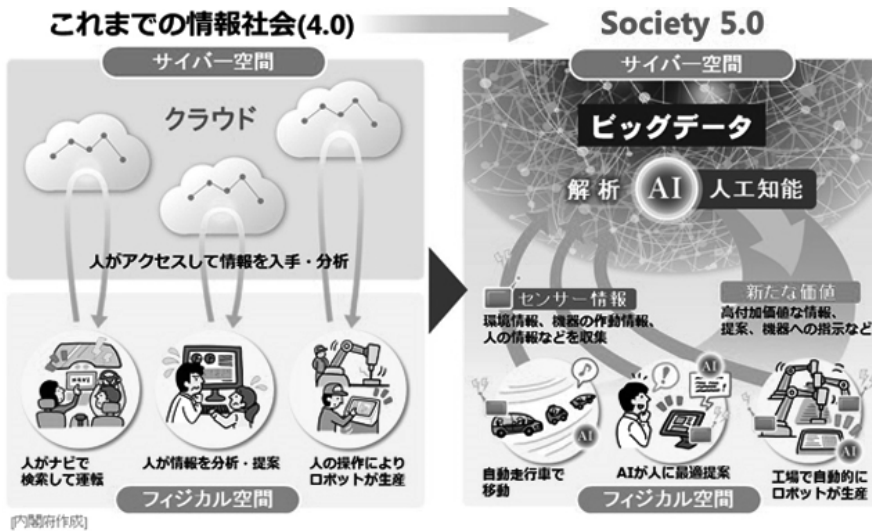 これまでの情報社会(4.0)
Society 5.0
サイバー空間
クラウド
人がアクセスして情報を入手・分析
人がナビで
検索して運転
人が情報を分析・提案
人の操作により
ロボットが生産
フィジカル空間
サイバー空間
ビッグデータ
解析
AI
人工知能
センサー情報
環境情報、機器の作動情報、
人の情報などを収集
新たな価値
高付加価値な情報、
提案、機器への指示など
AI
AI
AI
自動走行車で
移動
AIが人に最適提案
工場で自動的に
ロボットが生産
フィジカル空間
[内閣府作成]